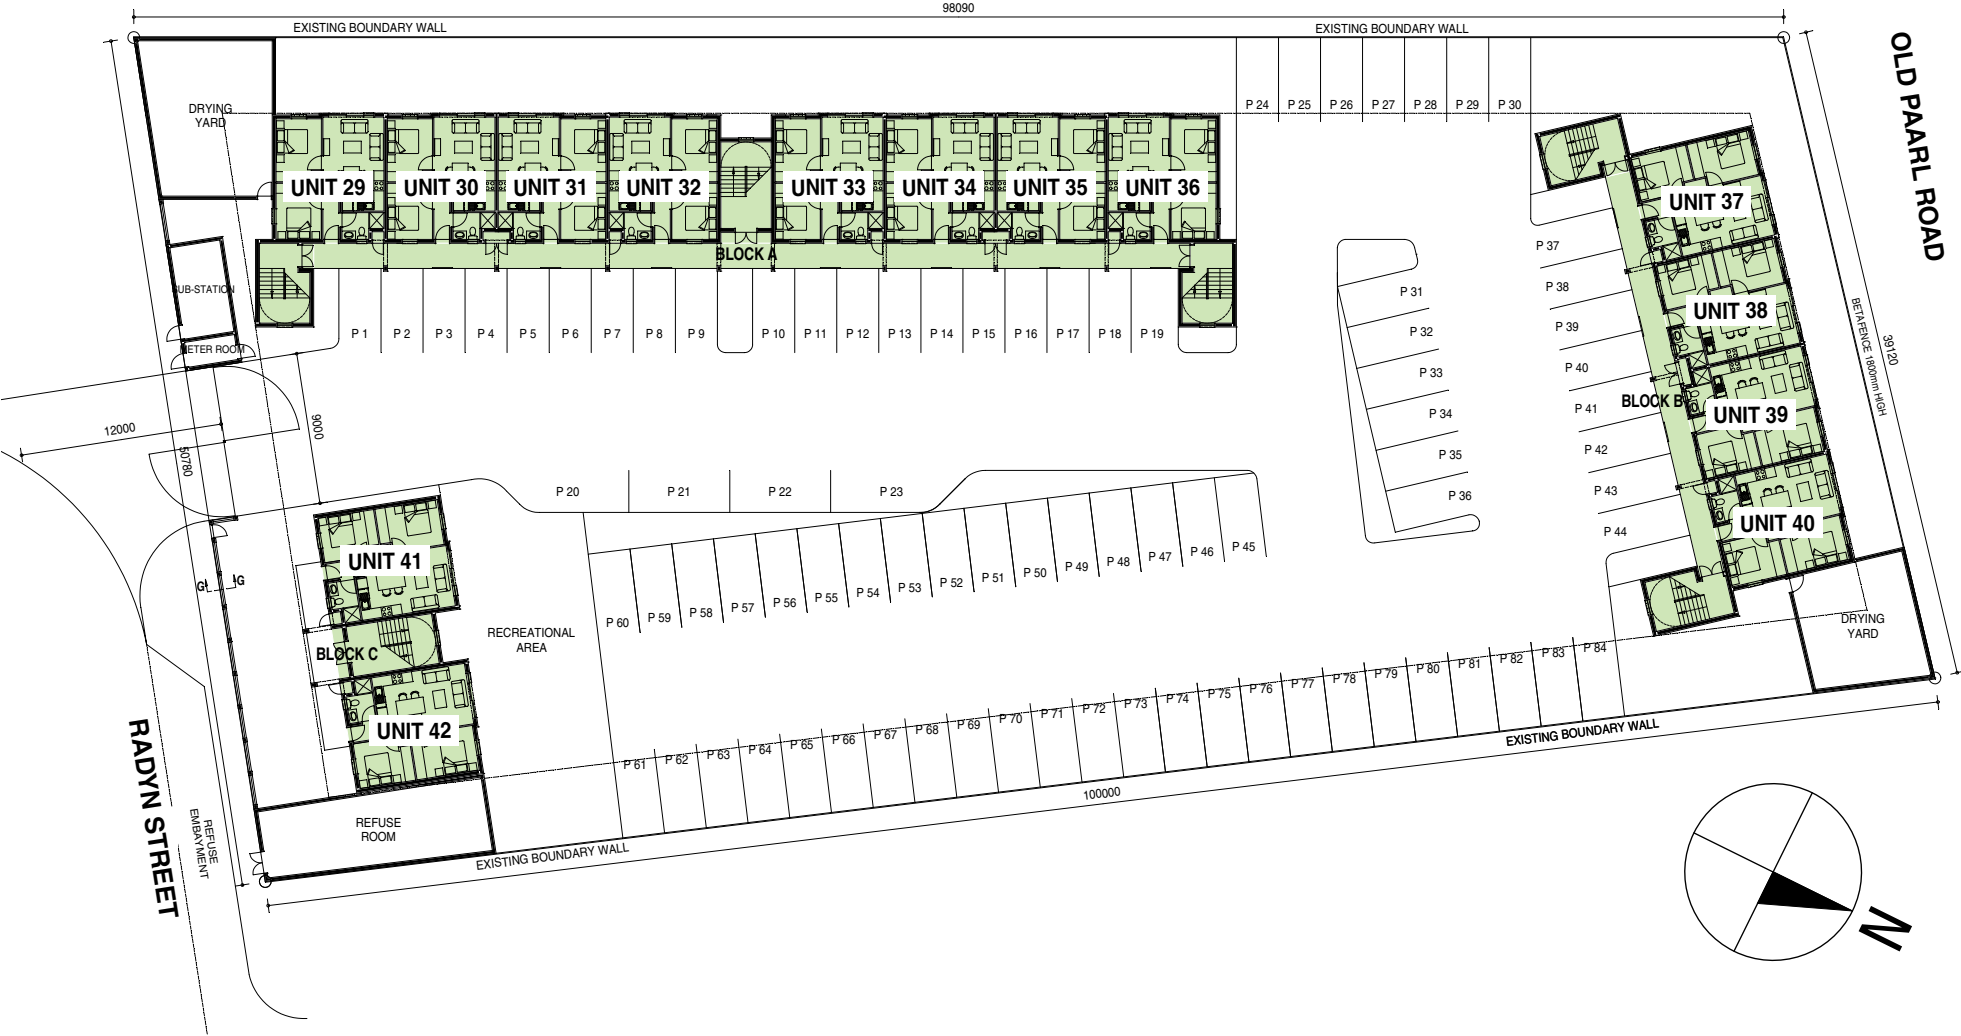 98090
EXISTING BOUNDARY WALL
EXISTING BOUNDARY WALL
OLD PAARL ROAD
DRYING
YARD
P 24
P 25
P 26
P 27
P 28
P 29
P 30
UNIT 29
UNIT 30
UNIT 31
UNIT 32
UNIT 33
UNIT 34
UNIT 35
UNIT 36
UNIT 37
BLOCK A
P 37
SUB-STATION
P 31
P 38
UNIT 38
BETAFENCE 1800mm HIGH
39120
P 1
P 2
P 3
P 4
P 5
P 6
P 7
P 8
P 9
P 10
P 11
P 12
P 13
P 14
P 15
P 16
P 17
P 18
P 19
P 32
P 39
METER ROOM
P 33
P 40
BLOCK B
12000
9000
50780
P 34
P 41
UNIT 39
P 35
P 42
P 20
P 21
P 22
P 23
P 36
P 43
UNIT 40
P 44
UNIT 41
G
G
P 60
P 59
P 58
P 57
P 56
P 55
P 54
P 53
P 52
P 51
P 50
P 49
P 48
P 47
P 46
P 45
RECREATIONAL
AREA
DRYING
YARD
BLOCK C
UNIT 42
P 61
P 62
P 63
P 64
P 65
P 66
P 67
P 68
P 69
P 70
P 71
P 72
P 73
P 74
P 75
P 76
P 77
P 78
P 79
P 80
P 81
P 82
P 83
P 84
EXISTING BOUNDARY WALL
100000
RADYN STREET
REFUSE
EMBAYMENT
REFUSE
ROOM
EXISTING BOUNDARY WALL
N